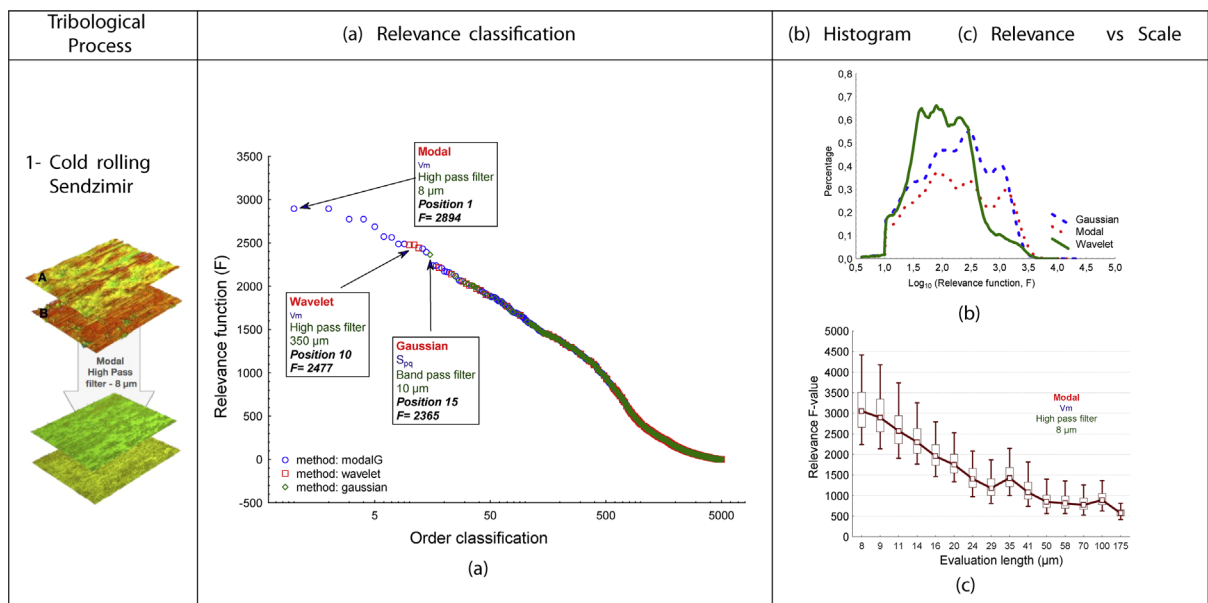 Tribological
Process
(a) Relevance classification
(b) Histogram (c) Relevance vs Scale
1- Cold rolling
Sendzimir
A
B
Modal
High Pass
filter - 8 µm
Relevance function (F)
3500
3000
2500
2000
1500
1000
500
0
-500
Modal
Vm
High pass filter
8 µm
Position 1
F= 2894
Wavelet
Vm
High pass filter
350 µm
Position 10
F= 2477
Gaussian
Spq
Band pass filter
10 µm
Position 15
F= 2365
method: modalG
method: wavelet
method: gaussian
5 50 500 5000
Order classification
(a)
Percentage
0,8
0,7
0,6
0,5
0,4
0,3
0,2
0,1
0,0
Gaussian
Modal
Wavelet
0,5 1,0 1,5 2,0 2,5 3,0 3,5 4,0 4,5 5,0
Log10 (Relevance function, F)
(b)
Relevance F-value
5000
4500
4000
3500
3000
2500
2000
1500
1000
500
0
Modal
Vm
High pass filter
8 µm
8 9 11 14 16 20 24 29 35 41 50 58 70 100 175
Evaluation length (µm)
(c)